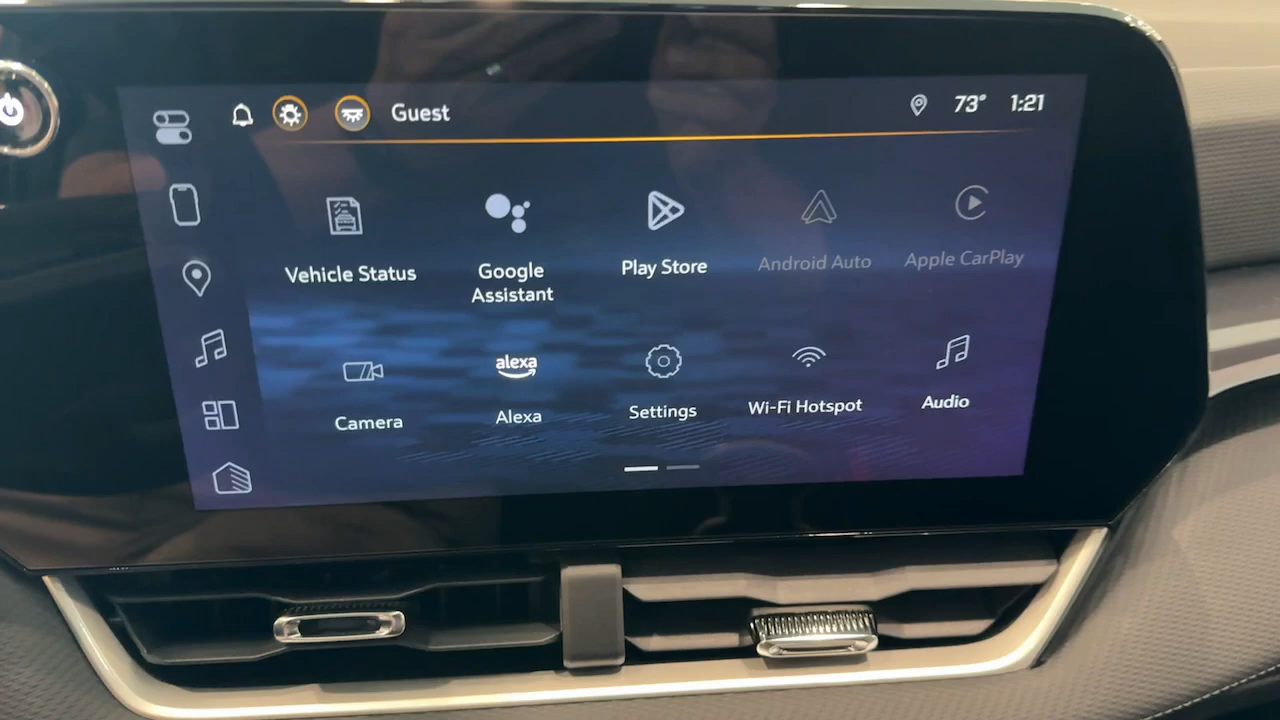 Guest
73° 1:21
Vehicle Status
Google
Assistant
Play Store
Android Auto
Apple CarPlay
alexa
Camera
Alexa
Settings
Wi-Fi Hotspot
Audio